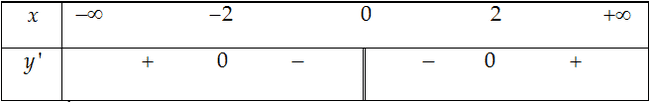 x −∞ −2 0 2 +∞
y' + 0 − − 0 +